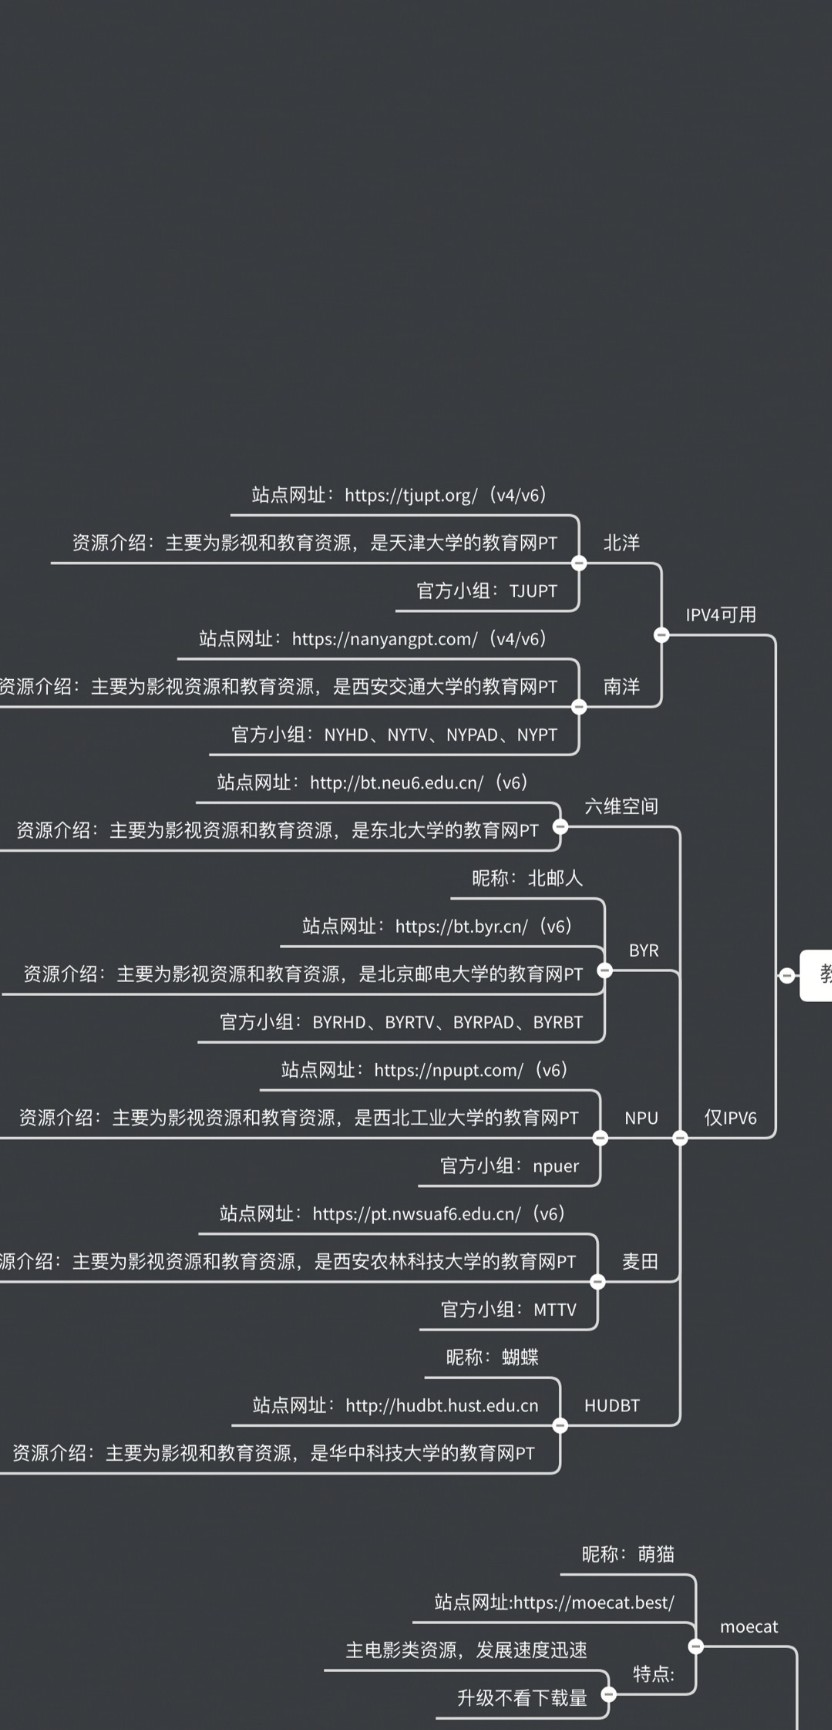 站点网址：https://tjupt.org/（v4/v6）
资源介绍：主要为影视和教育资源，是天津大学的教育网PT
北洋
官方小组：TJUPT
IPV4可用
站点网址：https://nanyangpt.com/（v4/v6）
资源介绍：主要为影视资源和教育资源，是西安交通大学的教育网PT
南洋
官方小组：NYHD、NYTV、NYPAD、NYPT
站点网址：http://bt.neu6.edu.cn/（v6）
六维空间
资源介绍：主要为影视资源和教育资源，是东北大学的教育网PT
昵称：北邮人
站点网址：https://bt.byr.cn/（v6）
BYR
资源介绍：主要为影视资源和教育资源，是北京邮电大学的教育网PT
官方小组：BYRHD、BYRTV、BYRPAD、BYRBT
站点网址：https://npupt.com/（v6）
资源介绍：主要为影视资源和教育资源，是西北工业大学的教育网PT
NPU
仅IPV6
官方小组：npuer
站点网址：https://pt.nwsuaf6.edu.cn/（v6）
源介绍：主要为影视资源和教育资源，是西安农林科技大学的教育网PT
麦田
官方小组：MTTV
昵称：蝴蝶
站点网址：http://hudbt.hust.edu.cn
HUDBT
资源介绍：主要为影视和教育资源，是华中科技大学的教育网PT
昵称：萌猫
站点网址:https://moecat.best/
moecat
主电影类资源，发展速度迅速
特点:
升级不看下载量